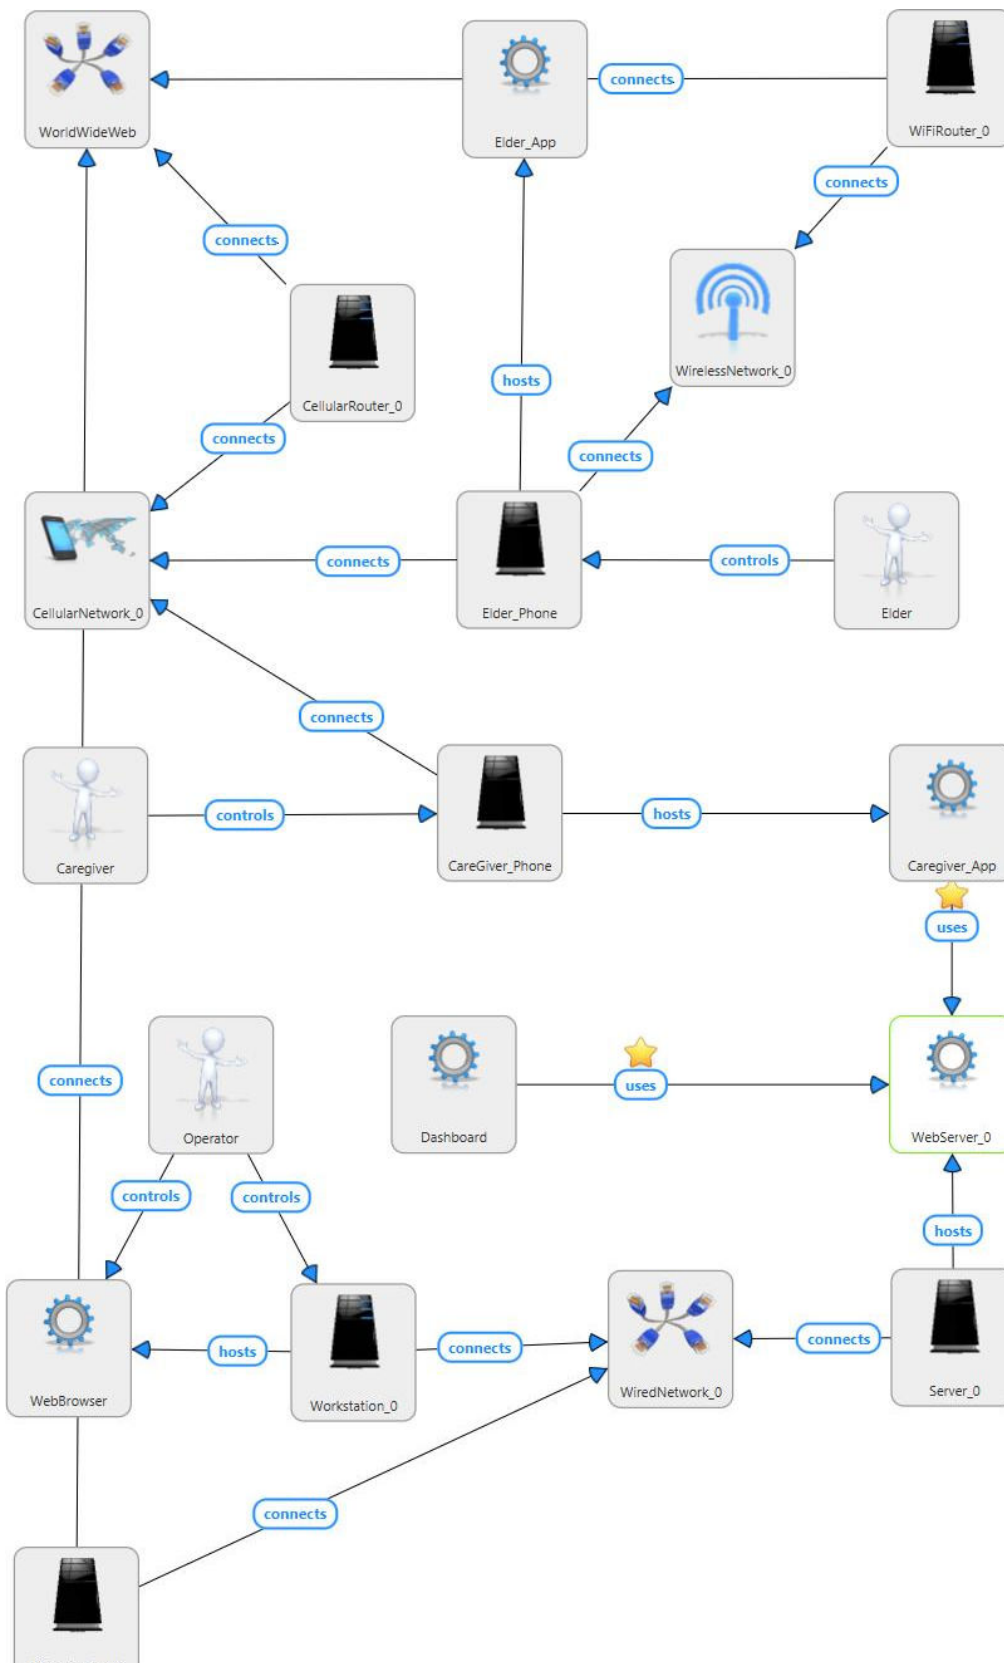 WorldWideWeb
Elder_App
connects
WiFiRouter_0
connects
connects
WirelessNetwork_0
CellularRouter_0
hosts
connects
connects
CellularNetwork_0
connects
Elder_Phone
controls
Elder
connects
Caregiver
controls
CareGiver_Phone
hosts
Caregiver_App
uses
connects
Operator
Dashboard
uses
WebServer_0
controls
controls
hosts
WebBrowser
hosts
Workstation_0
connects
WiredNetwork_0
connects
Server_0
connects